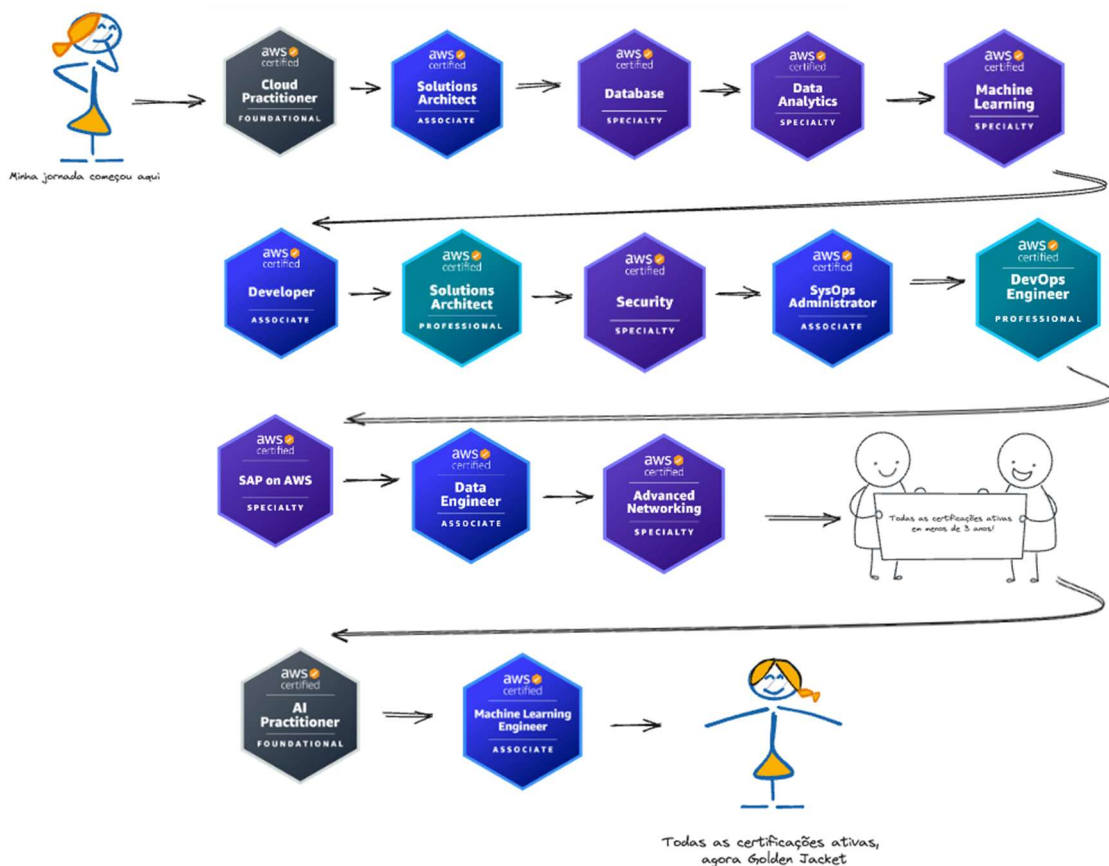 aws
certified
Cloud
Practitioner
FOUNDATIONAL
aws
certified
Solutions
Architect
ASSOCIATE
aws
certified
Database
SPECIALTY
aws
certified
Data
Analytics
SPECIALTY
aws
certified
Machine
Learning
SPECIALTY
Minha jornada começou aqui
aws
certified
Developer
ASSOCIATE
aws
certified
Solutions
Architect
PROFESSIONAL
aws
certified
Security
SPECIALTY
aws
certified
SysOps
Administrator
ASSOCIATE
aws
certified
DevOps
Engineer
PROFESSIONAL
aws
certified
SAP on AWS
SPECIALTY
aws
certified
Data
Engineer
ASSOCIATE
aws
certified
Advanced
Networking
SPECIALTY
Todas as certificações ativas
em menos de 3 anos!
aws
certified
AI
Practitioner
FOUNDATIONAL
aws
certified
Machine Learning
Engineer
ASSOCIATE
Todas as certificações ativas,
agora Golden Jacket